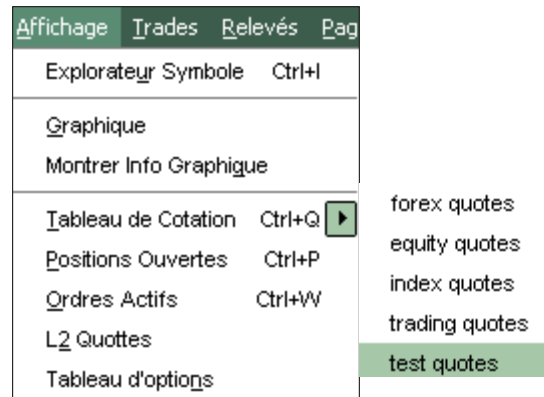 Affichage Trades Relevés Pag
Explorateur Symbole Ctrl+I
Graphique
Montrer Info Graphique
Tableau de Cotation Ctrl+Q
Positions Ouvertes Ctrl+P
Ordres Actifs Ctrl+W
L2 Quottes
Tableau d'options
forex quotes
equity quotes
index quotes
trading quotes
test quotes